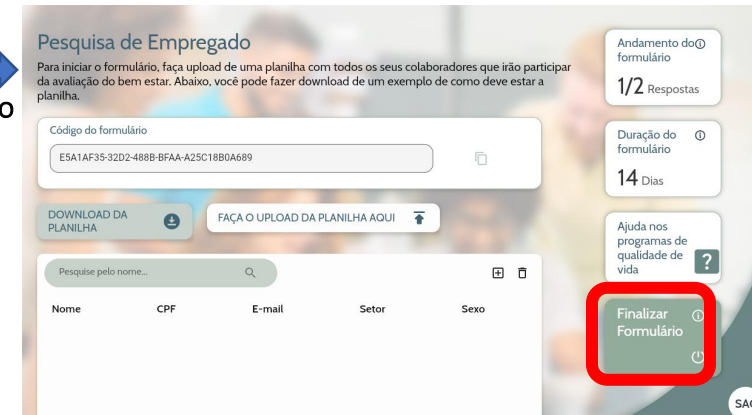 Pesquisa de Empregado
Para iniciar o formulário, faça upload de uma planilha com todos os seus colaboradores que irão participar
da avaliação do bem estar. Abaixo, você pode fazer download de um exemplo de como deve estar a
planilha.
O
Código do formulário
E5A1AF35-32D2-488B-BFAA-A25C18B0A689
DOWNLOAD DA
PLANILHA
FAÇA O UPLOAD DA PLANILHA AQUI
Pesquise pelo nome...
Nome CPF E-mail Setor Sexo
Andamento do
formulário
1/2 Respostas
Duração do
formulário
14 Dias
Ajuda nos
programas de
qualidade de
vida
?
Finalizar
Formulário
SAC